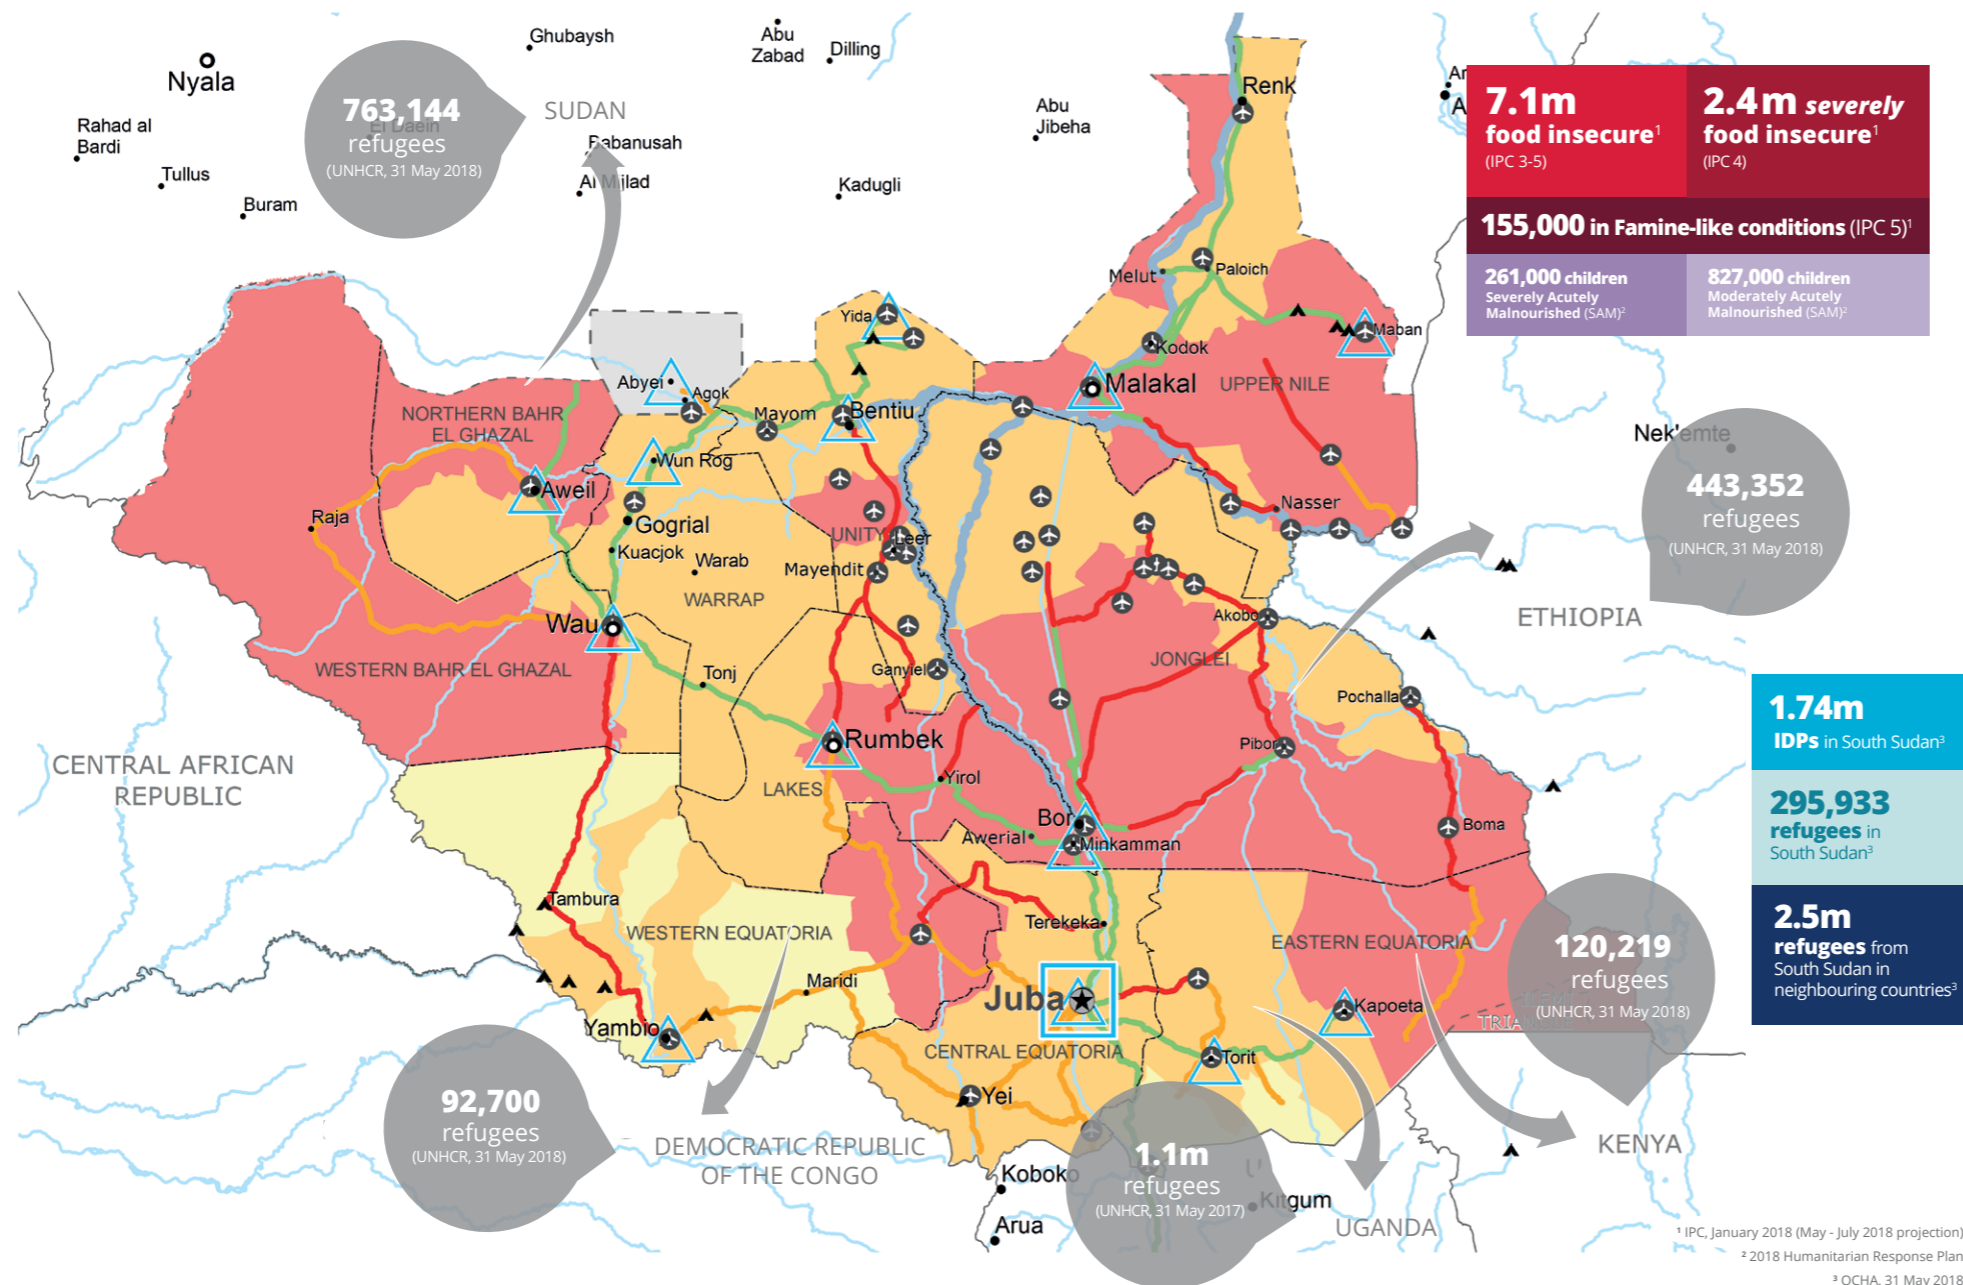 Ghubaysh
Abu
Zabad
Dilling
Nyala
Renk
763,144
refugees
(UNHCR, 31 May 2018)
El Daein
SUDAN
Babanusah
Rahad al
Bardi
Abu
Jibeha
Tullus
Al Mijlad
Kadugli
Buram
7.1m
food insecure¹
(IPC 3-5)
2.4m severely
food insecure¹
(IPC 4)
155,000 in Famine-like conditions (IPC 5)¹
261,000 children
Severely Acutely
Malnourished (SAM)²
827,000 children
Moderately Acutely
Malnourished (SAM)²
Melut
Paloich
Yida
Maban
Kodok
Abyei
Agok
Malakal
UPPER NILE
NORTHERN BAHR
EL GHAZAL
Mayom
Bentiu
Nek'emte
Wun Rog
Aweil
443,352
refugees
(UNHCR, 31 May 2018)
Raja
Gogrial
Nasser
UNITY
Leer
Kuacjok
Warab
Mayendit
WARRAP
Wau
Akobo
ETHIOPIA
WESTERN BAHR EL GHAZAL
Tonj
Ganyiel
JONGLEI
Pochalla
1.74m
IDPs in South Sudan³
Rumbek
Pibor
CENTRAL AFRICAN
REPUBLIC
LAKES
Yirol
295,933
refugees in
South Sudan³
Bor
Awerial
Minkamman
Boma
Tambura
Terekeka
WESTERN EQUATORIA
EASTERN EQUATORIA
2.5m
refugees from
South Sudan in
neighbouring countries³
120,219
refugees
(UNHCR, 31 May 2018)
Maridi
Juba
Kapoeta
Yambio
CENTRAL EQUATORIA
Torit
92,700
refugees
(UNHCR, 31 May 2018)
Yei
DEMOCRATIC REPUBLIC
OF THE CONGO
KENYA
1.1m
refugees
(UNHCR, 31 May 2017)
Koboko
Kitgum
Arua
UGANDA
¹ IPC, January 2018 (May - July 2018 projection)
² 2018 Humanitarian Response Plan
³ OCHA, 31 May 2018